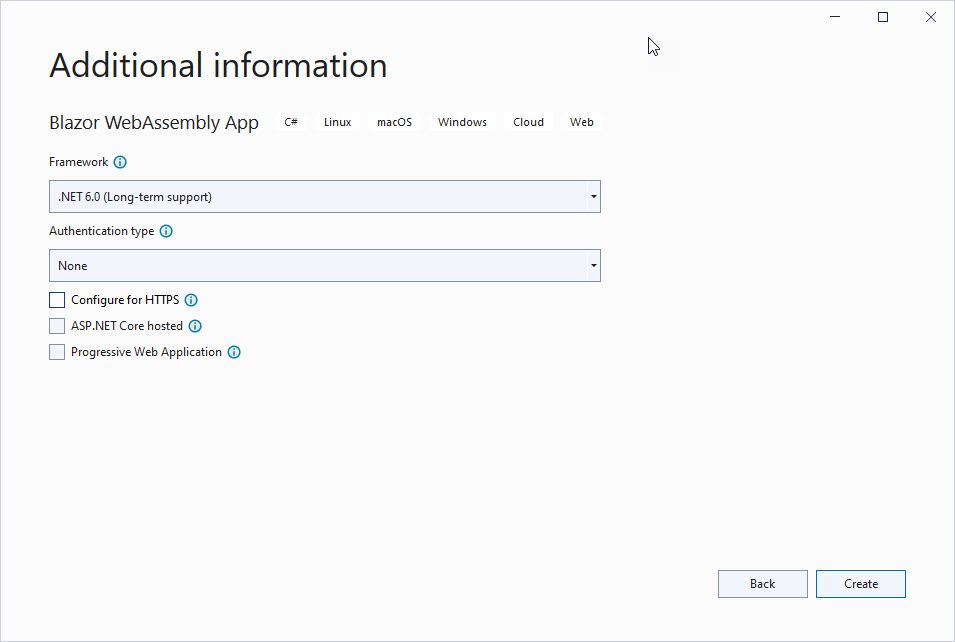 Additional information
Blazor WebAssembly App C# Linux macOS Windows Cloud Web
Framework
.NET 6.0 (Long-term support)
Authentication type
None
Configure for HTTPS
ASP.NET Core hosted
Progressive Web Application
Back Create